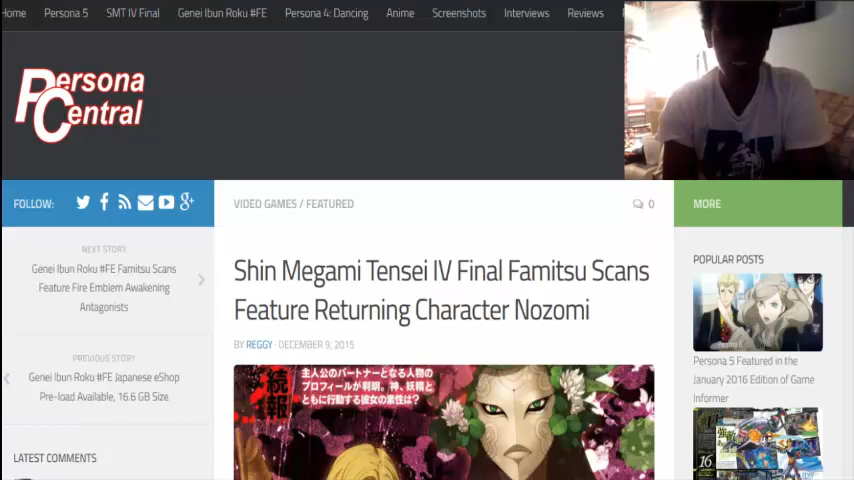 Home Persona 5 SMT IV Final Genei Ibun Roku #FE Persona 4: Dancing Anime Screenshots Interviews Reviews
Persona
Central
FOLLOW:
VIDEO GAMES / FEATURED
0
MORE
NEXT STORY
Genei Ibun Roku #FE Famitsu Scans
Feature Fire Emblem Awakening
Antagonists
PREVIOUS STORY
Genei Ibun Roku #FE Japanese eShop
Pre-load Available, 16.6 GB Size
LATEST COMMENTS
Shin Megami Tensei IV Final Famitsu Scans
Feature Returning Character Nozomi
BY REGGY · DECEMBER 9, 2015
続報
主人公のパートナーとなる人物の
プロフィールが判明。神、妖精と
ともに行動する彼女の素性は?
POPULAR POSTS
Persona 5
Persona 5 Featured in the
January 2016 Edition of Game
Informer
16